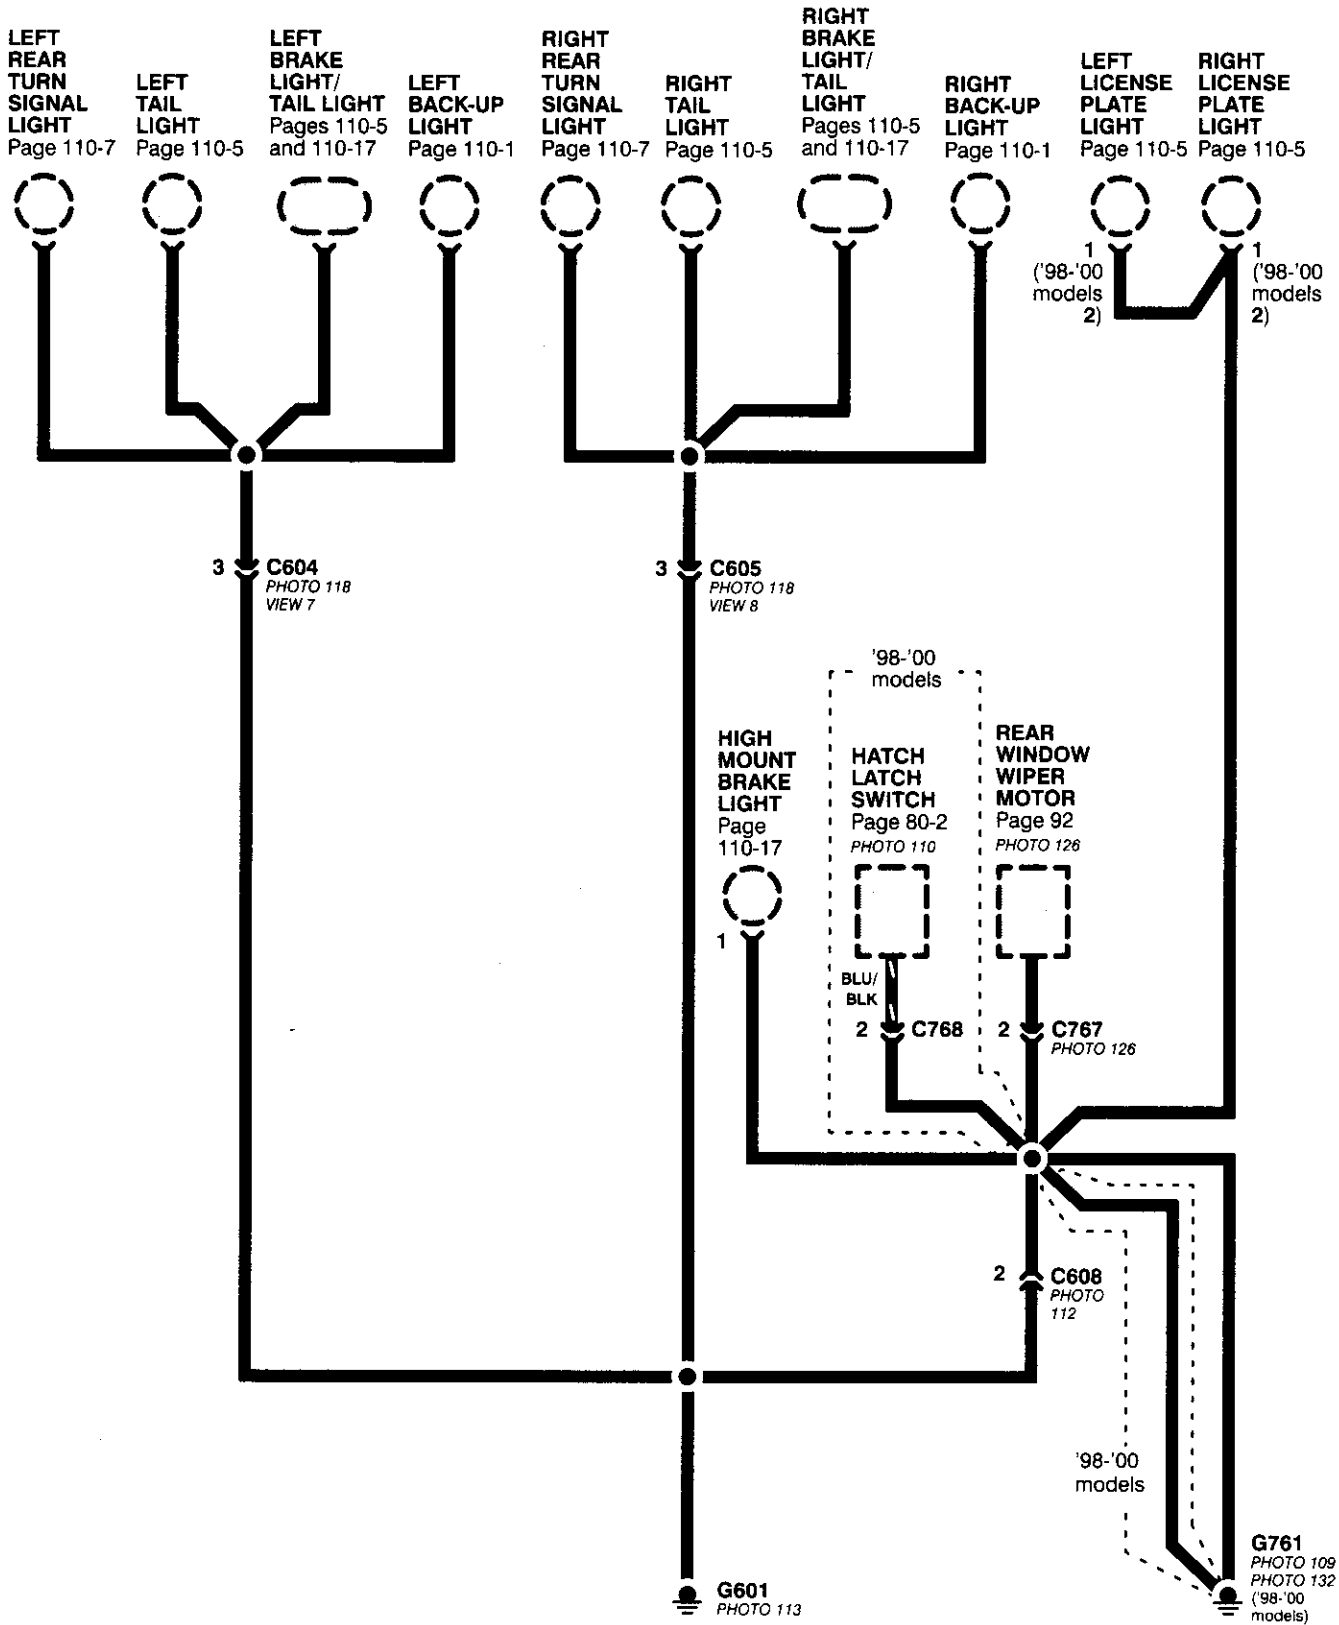 LEFT
REAR
TURN
SIGNAL
LIGHT
Page 110-7
LEFT
TAIL
LIGHT
Page 110-5
LEFT
BRAKE
LIGHT/
TAIL LIGHT
Pages 110-5
and 110-17
LEFT
BACK-UP
LIGHT
Page 110-1
RIGHT
REAR
TURN
SIGNAL
LIGHT
Page 110-7
RIGHT
TAIL
LIGHT
Page 110-5
RIGHT
BRAKE
LIGHT/
TAIL
LIGHT
Pages 110-5
and 110-17
RIGHT
BACK-UP
LIGHT
Page 110-1
LEFT
LICENSE
PLATE
LIGHT
Page 110-5
RIGHT
LICENSE
PLATE
LIGHT
Page 110-5
1
('98-'00
models
2)
1
('98-'00
models
2)
3
C604
PHOTO 118
VIEW 7
3
C605
PHOTO 118
VIEW 8
'98-'00
models
HIGH
MOUNT
BRAKE
LIGHT
Page
110-17
1
HATCH
LATCH
SWITCH
Page 80-2
PHOTO 110
REAR
WINDOW
WIPER
MOTOR
Page 92
PHOTO 126
BLU/
BLK
2
C768
2
C767
PHOTO 126
2
C608
PHOTO
112
'98-'00
models
G601
PHOTO 113
G761
PHOTO 109
PHOTO 132
('98-'00
models)